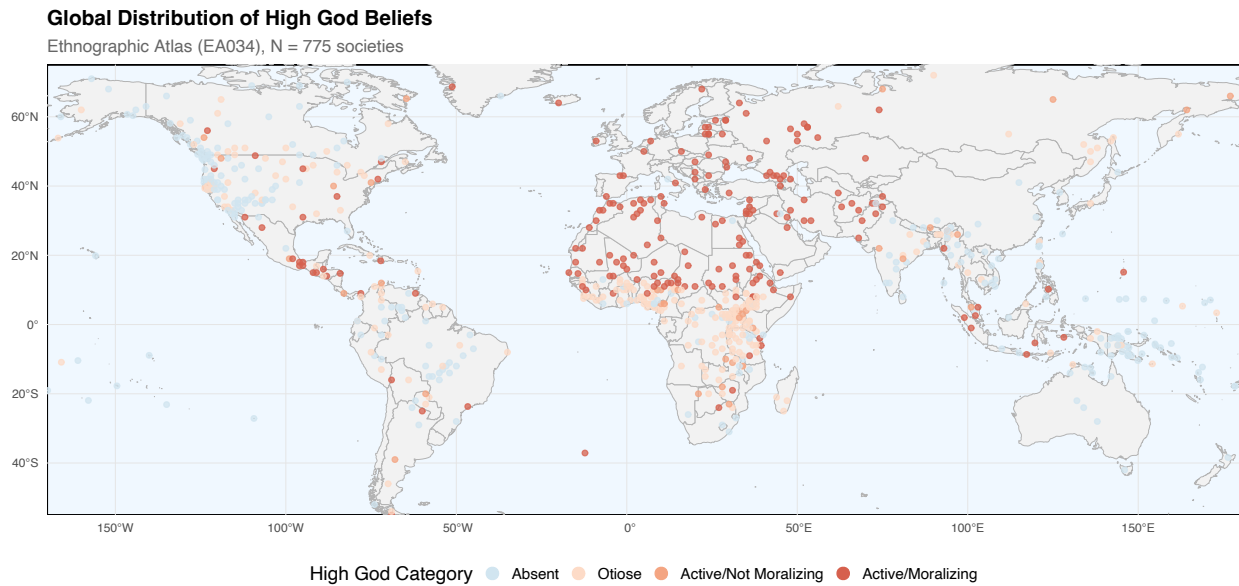 Global Distribution of High God Beliefs
Ethnographic Atlas (EA034), N = 775 societies
60°N
40°N
20°N
0°
20°S
40°S
150°W
100°W
50°W
0°
50°E
100°E
150°E
High God Category Absent Otiose Active/Not Moralizing Active/Moralizing